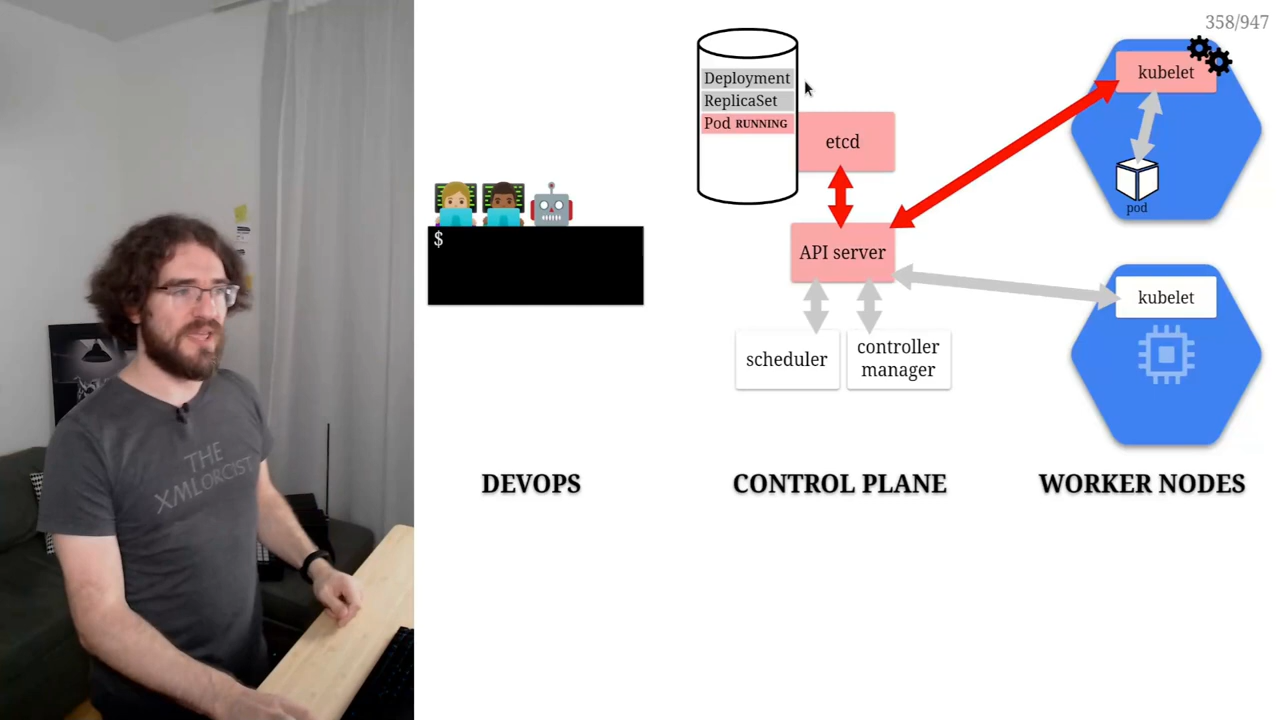 358/947
Deployment
ReplicaSet
Pod RUNNING
etcd
kubelet
pod
$
API server
kubelet
scheduler
controller
manager
THE
XMLORCIST
DEVOPS
CONTROL PLANE
WORKER NODES